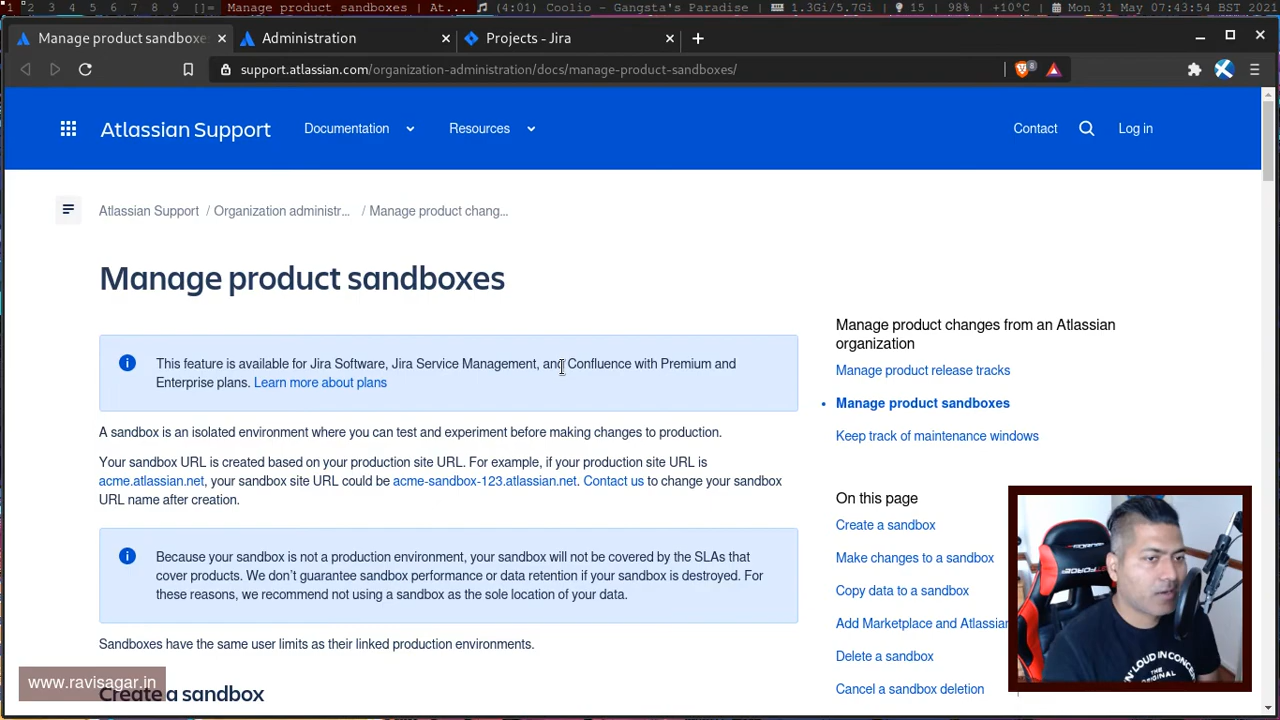 1 2 3 4 5 6 7 8 9 []= Manage product sandboxes | At... (4:01) Coolio - Gangsta's Paradise 1.3Gi/5.7Gi 15 98% +10°C Mon 31 May 07:43:54 BST 2021
Manage product sandboxes Administration Projects - Jira
support.atlassian.com/organization-administration/docs/manage-product-sandboxes/
8
Atlassian Support Documentation Resources Contact Log in
Atlassian Support / Organization administr... / Manage product chang...
Manage product sandboxes
This feature is available for Jira Software, Jira Service Management, and Confluence with Premium and
Enterprise plans. Learn more about plans
A sandbox is an isolated environment where you can test and experiment before making changes to production.
Your sandbox URL is created based on your production site URL. For example, if your production site URL is
acme.atlassian.net, your sandbox site URL could be acme-sandbox-123.atlassian.net. Contact us to change your sandbox
URL name after creation.
Because your sandbox is not a production environment, your sandbox will not be covered by the SLAs that
cover products. We don't guarantee sandbox performance or data retention if your sandbox is destroyed. For
these reasons, we recommend not using a sandbox as the sole location of your data.
Sandboxes have the same user limits as their linked production environments.
Create a sandbox
Manage product changes from an Atlassian
organization
Manage product release tracks
• Manage product sandboxes
Keep track of maintenance windows
On this page
Create a sandbox
Make changes to a sandbox
Copy data to a sandbox
Add Marketplace and Atlassian
Delete a sandbox
Cancel a sandbox deletion
www.ravisagar.in